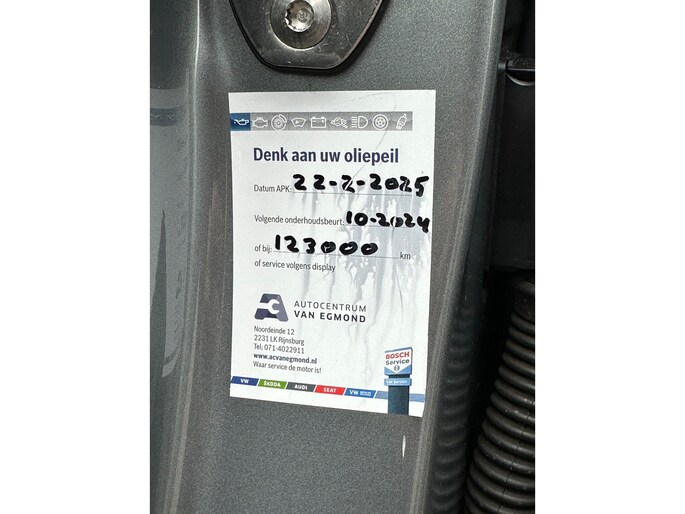 Denk aan uw oliepeil
Datum APK: 22-2-2025
Volgende onderhoudsbeurt: 10-2024
of bij: 123000 km
of service volgens display
AUTOCENTRUM
VAN EGMOND
Noordeinde 12
2231 LK Rijnsburg
Tel: 071-4022911
www.acvanegmond.nl
Waar service de motor is!
BOSCH
Service
VW ŠKODA AUDI SEAT VW